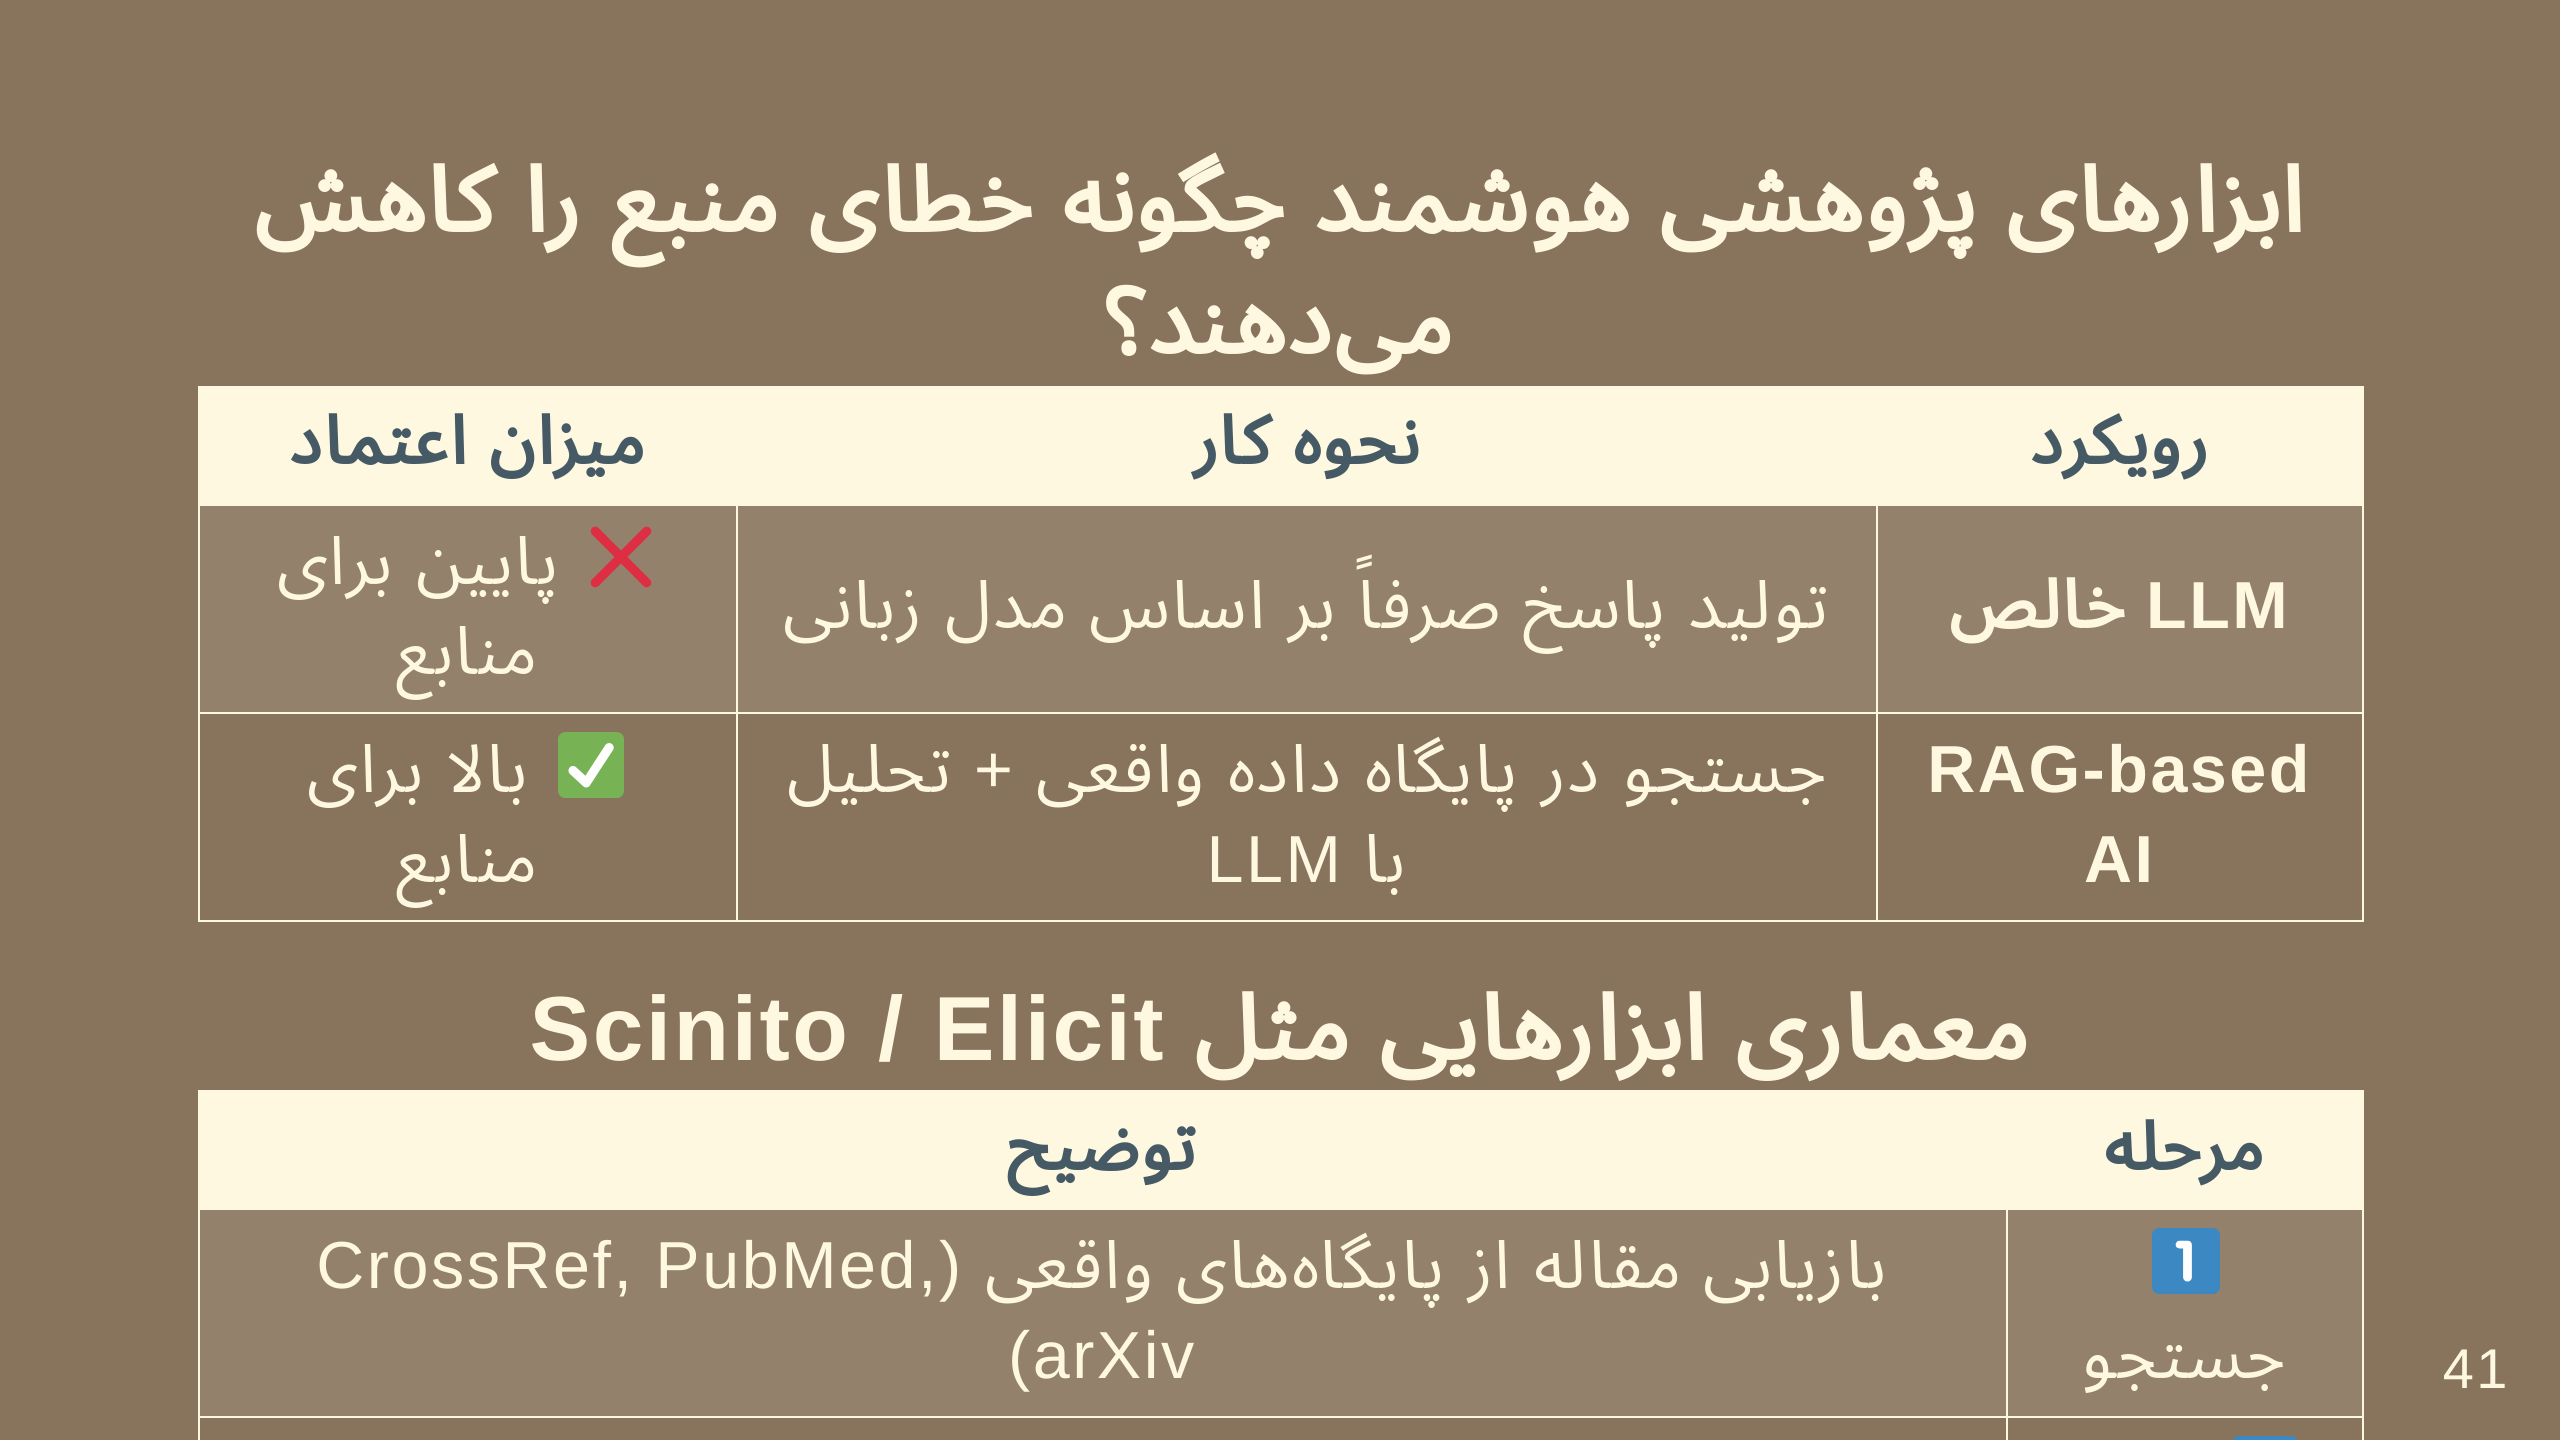 ابزارهای پژوهشی هوشمند چگونه خطای منبع را کاهش
می‌دهند؟
رویکرد
نحوه کار
میزان اعتماد
LLM خالص
تولید پاسخ صرفاً بر اساس مدل زبانی
❌ پایین برای
منابع
RAG-based
AI
جستجو در پایگاه داده واقعی + تحلیل
با LLM
✅ بالا برای
منابع
معماری ابزارهایی مثل Scinito / Elicit
مرحله
توضیح
1️⃣
جستجو
بازیابی مقاله از پایگاه‌های واقعی (CrossRef, PubMed,
arXiv)
41